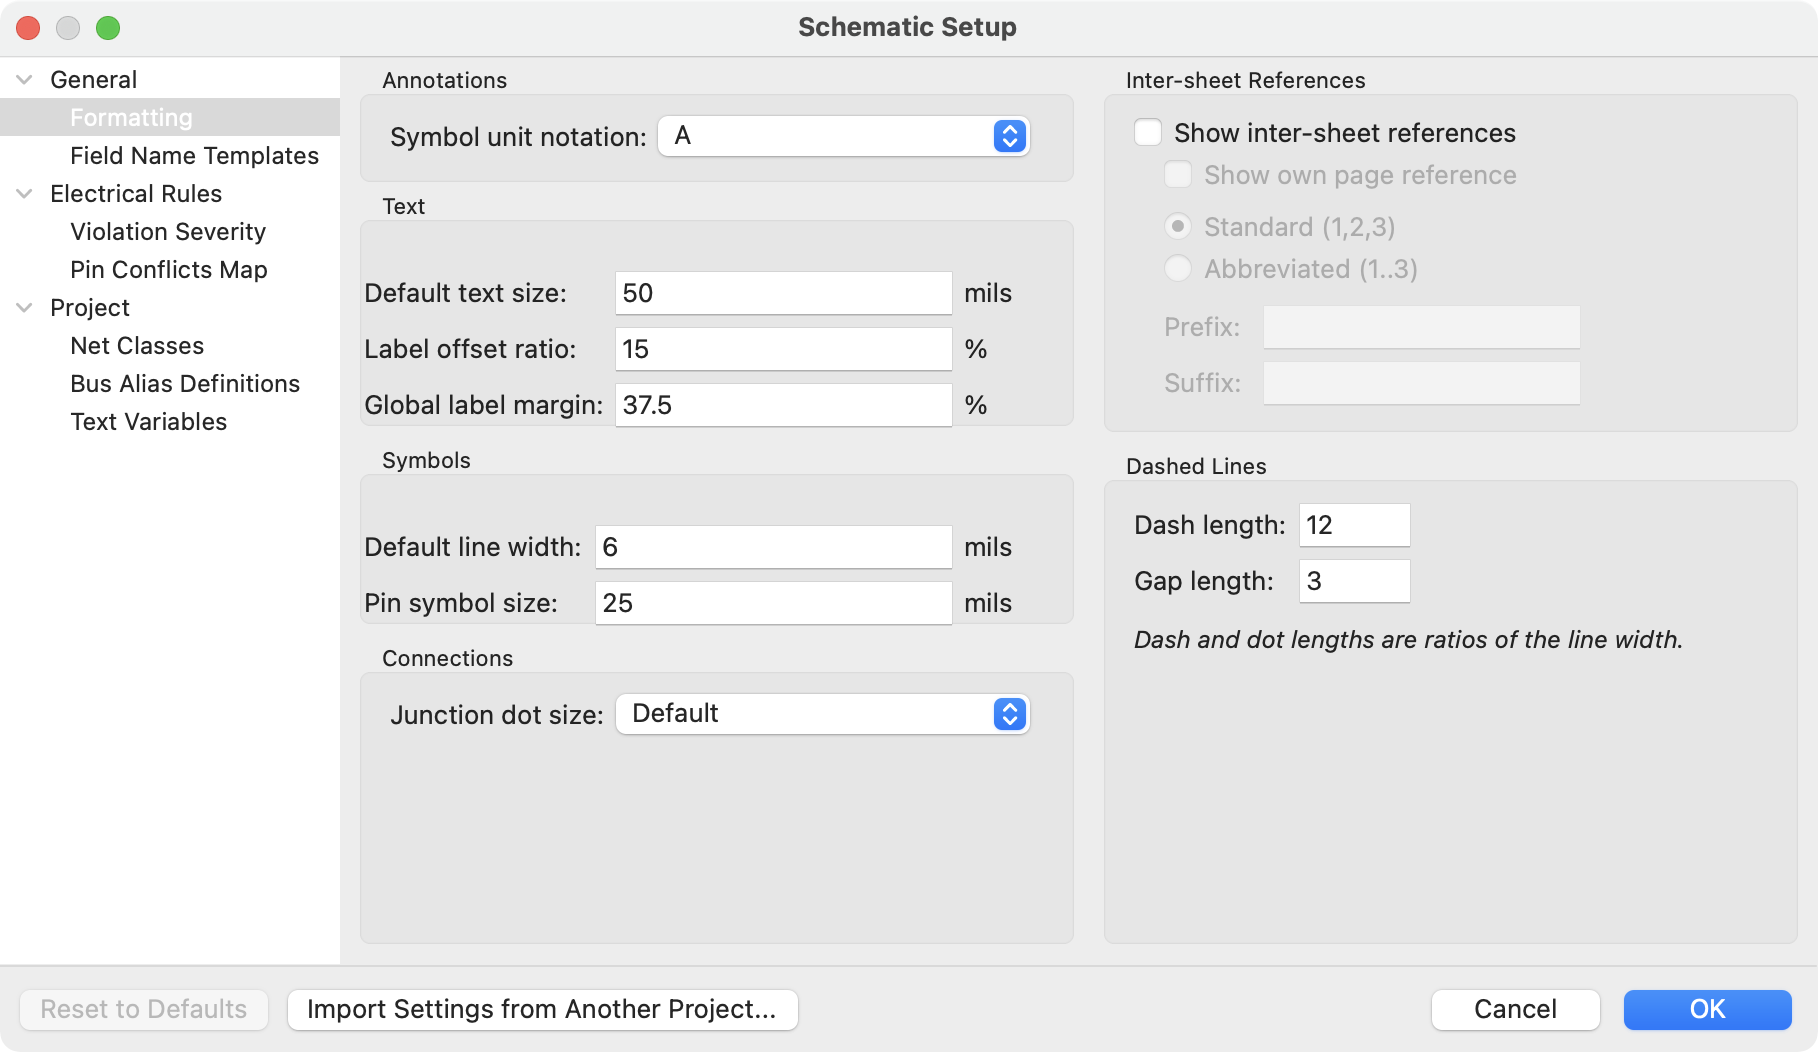 Schematic Setup
General
Formatting
Field Name Templates
Electrical Rules
Violation Severity
Pin Conflicts Map
Project
Net Classes
Bus Alias Definitions
Text Variables
Annotations
Symbol unit notation: A
Text
Default text size: 50 mils
Label offset ratio: 15 %
Global label margin: 37.5 %
Symbols
Default line width: 6 mils
Pin symbol size: 25 mils
Connections
Junction dot size: Default
Inter-sheet References
Show inter-sheet references
Show own page reference
Standard (1,2,3)
Abbreviated (1..3)
Prefix:
Suffix:
Dashed Lines
Dash length: 12
Gap length: 3
Dash and dot lengths are ratios of the line width.
Reset to Defaults Import Settings from Another Project... Cancel OK